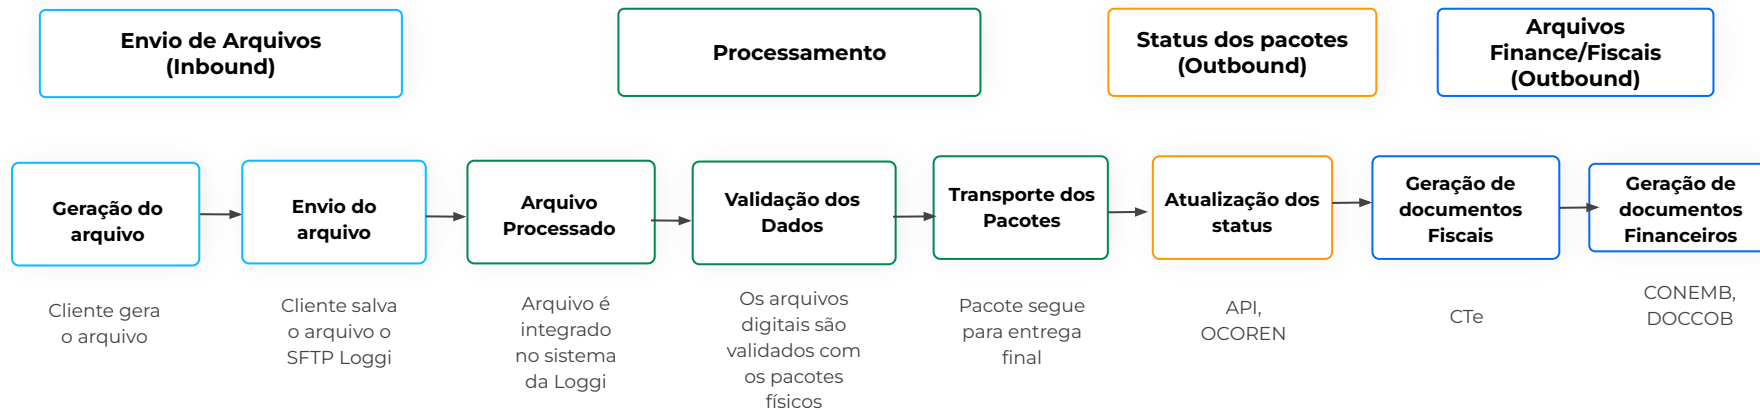 Envio de Arquivos
(Inbound)
Processamento
Status dos pacotes
(Outbound)
Arquivos
Finance/Fiscais
(Outbound)
Geração do
arquivo
Envio do
arquivo
Arquivo
Processado
Validação dos
Dados
Transporte dos
Pacotes
Atualização dos
status
Geração de
documentos
Fiscais
Geração de
documentos
Financeiros
Cliente gera
o arquivo
Cliente salva
o arquivo o
SFTP Loggi
Arquivo é
integrado
no sistema
da Loggi
Os arquivos
digitais são
validados com
os pacotes
físicos
Pacote segue
para entrega
final
API,
OCOREN
CTe
CONEMB,
DOCCOB